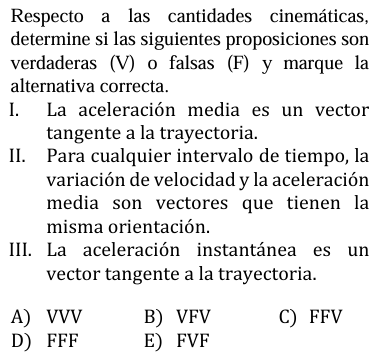 Respecto a las cantidades cinemáticas,
determine si las siguientes proposiciones son
verdaderas (V) o falsas (F) y marque la
alternativa correcta.
I. La aceleración media es un vector
tangente a la trayectoria.
II. Para cualquier intervalo de tiempo, la
variación de velocidad y la aceleración
media son vectores que tienen la
misma orientación.
III. La aceleración instantánea es un
vector tangente a la trayectoria.
A) VVV B) VFV C) FFV
D) FFF E) FVF